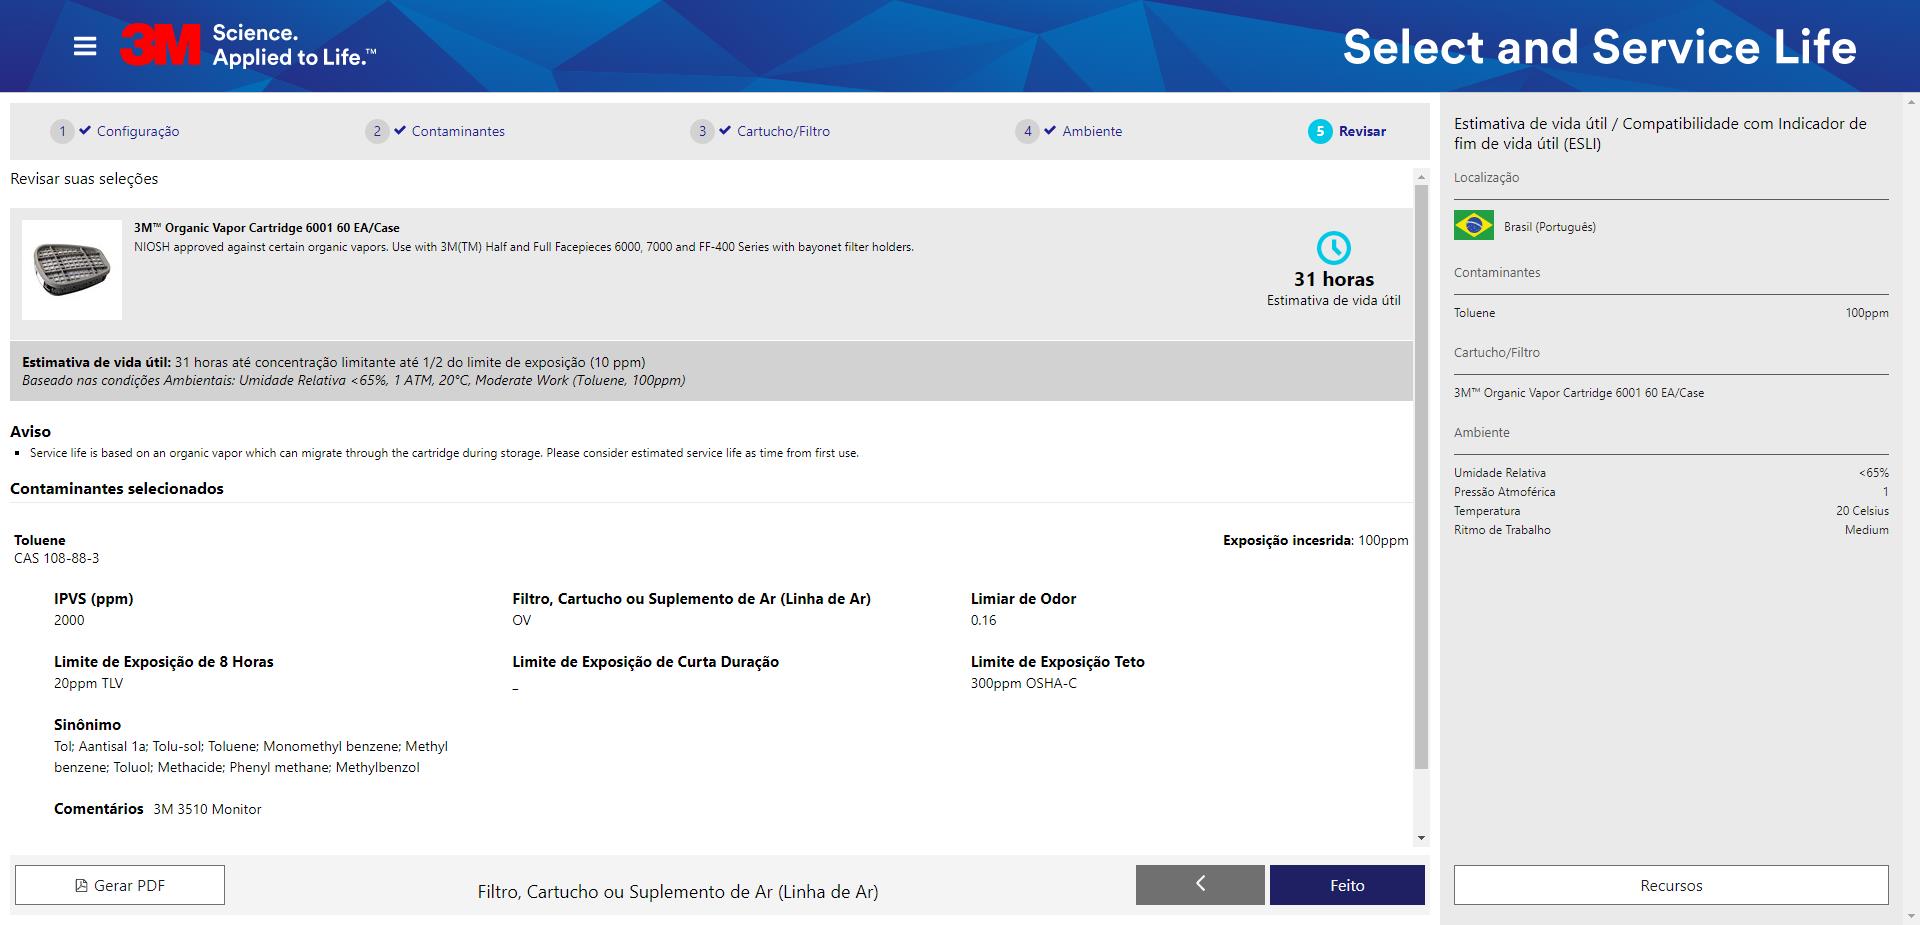 3M Science.
Applied to Life.™
Select and Service Life
1 Configuração
2 Contaminantes
3 Cartucho/Filtro
4 Ambiente
5 Revisar
Revisar suas seleções
3M™ Organic Vapor Cartridge 6001 60 EA/Case
NIOSH approved against certain organic vapors. Use with 3M(TM) Half and Full Facepieces 6000, 7000 and FF-400 Series with bayonet filter holders.
31 horas
Estimativa de vida útil
Estimativa de vida útil: 31 horas até concentração limitante até 1/2 do limite de exposição (10 ppm)
Baseado nas condições Ambientais: Umidade Relativa <65%, 1 ATM, 20°C, Moderate Work (Toluene, 100ppm)
Aviso
▪ Service life is based on an organic vapor which can migrate through the cartridge during storage. Please consider estimated service life as time from first use.
Contaminantes selecionados
Toluene
CAS 108-88-3
Exposição incesrida: 100ppm
IPVS (ppm)
2000
Filtro, Cartucho ou Suplemento de Ar (Linha de Ar)
OV
Limiar de Odor
0.16
Limite de Exposição de 8 Horas
20ppm TLV
Limite de Exposição de Curta Duração
–
Limite de Exposição Teto
300ppm OSHA-C
Sinônimo
Tol; Aantisal 1a; Tolu-sol; Toluene; Monomethyl benzene; Methyl
benzene; Toluol; Methacide; Phenyl methane; Methylbenzol
Comentários 3M 3510 Monitor
Gerar PDF
Filtro, Cartucho ou Suplemento de Ar (Linha de Ar)
Feito
Estimativa de vida útil / Compatibilidade com Indicador de
fim de vida útil (ESLI)
Localização
Brasil (Português)
Contaminantes
Toluene 100ppm
Cartucho/Filtro
3M™ Organic Vapor Cartridge 6001 60 EA/Case
Ambiente
Umidade Relativa <65%
Pressão Atmoférica 1
Temperatura 20 Celsius
Ritmo de Trabalho Medium
Recursos